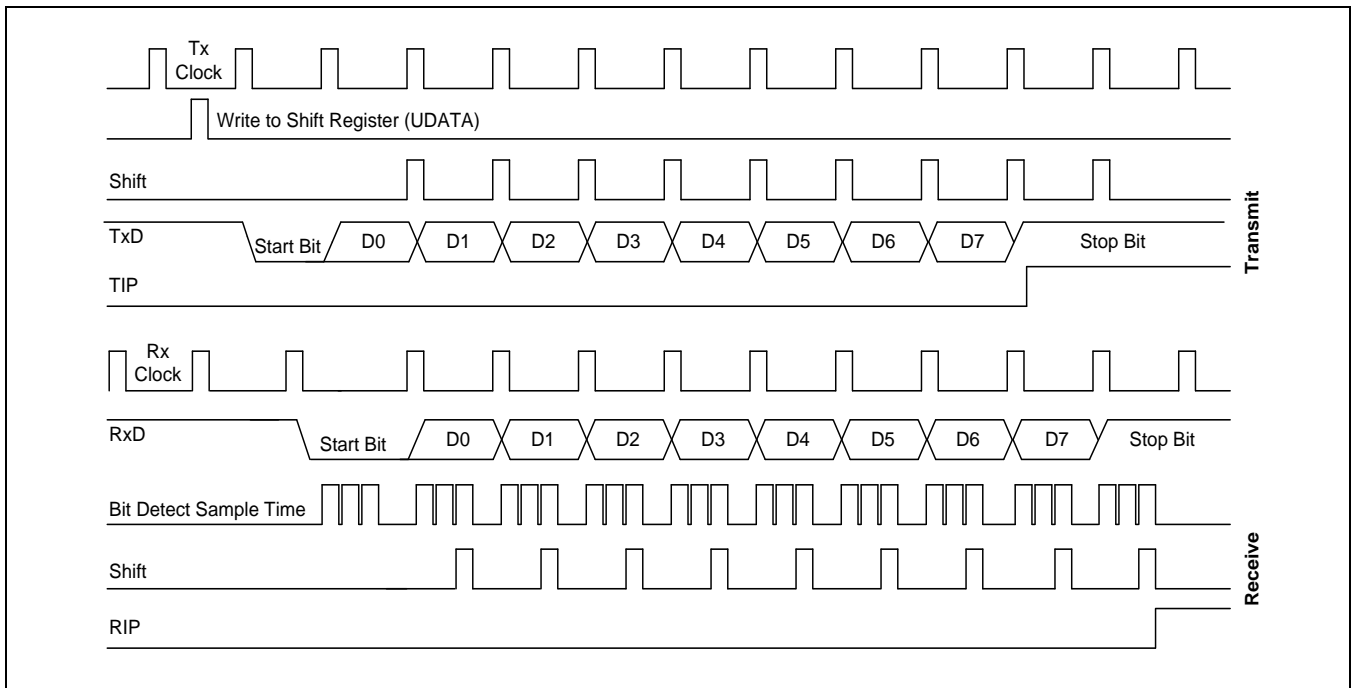 Tx
Clock
Write to Shift Register (UDATA)
Shift
TxD
Start Bit
D0
D1
D2
D3
D4
D5
D6
D7
Stop Bit
TIP
Transmit
Rx
Clock
RxD
Start Bit
D0
D1
D2
D3
D4
D5
D6
D7
Stop Bit
Bit Detect Sample Time
Shift
RIP
Receive